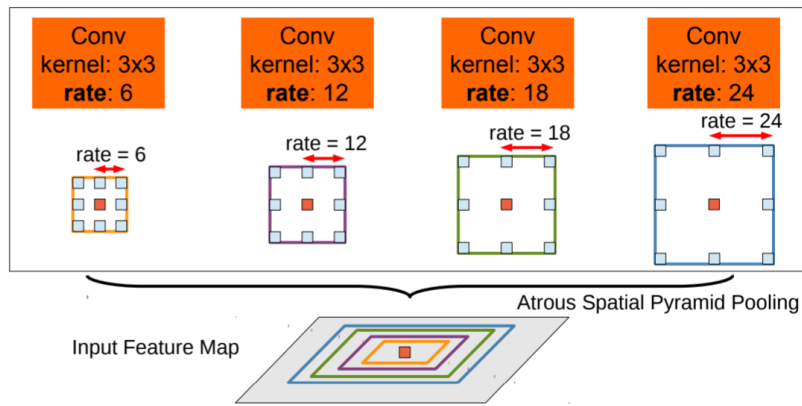 Conv
kernel: 3x3
rate: 6
Conv
kernel: 3x3
rate: 12
Conv
kernel: 3x3
rate: 18
Conv
kernel: 3x3
rate: 24
rate = 6
rate = 12
rate = 18
rate = 24
Atrous Spatial Pyramid Pooling
Input Feature Map